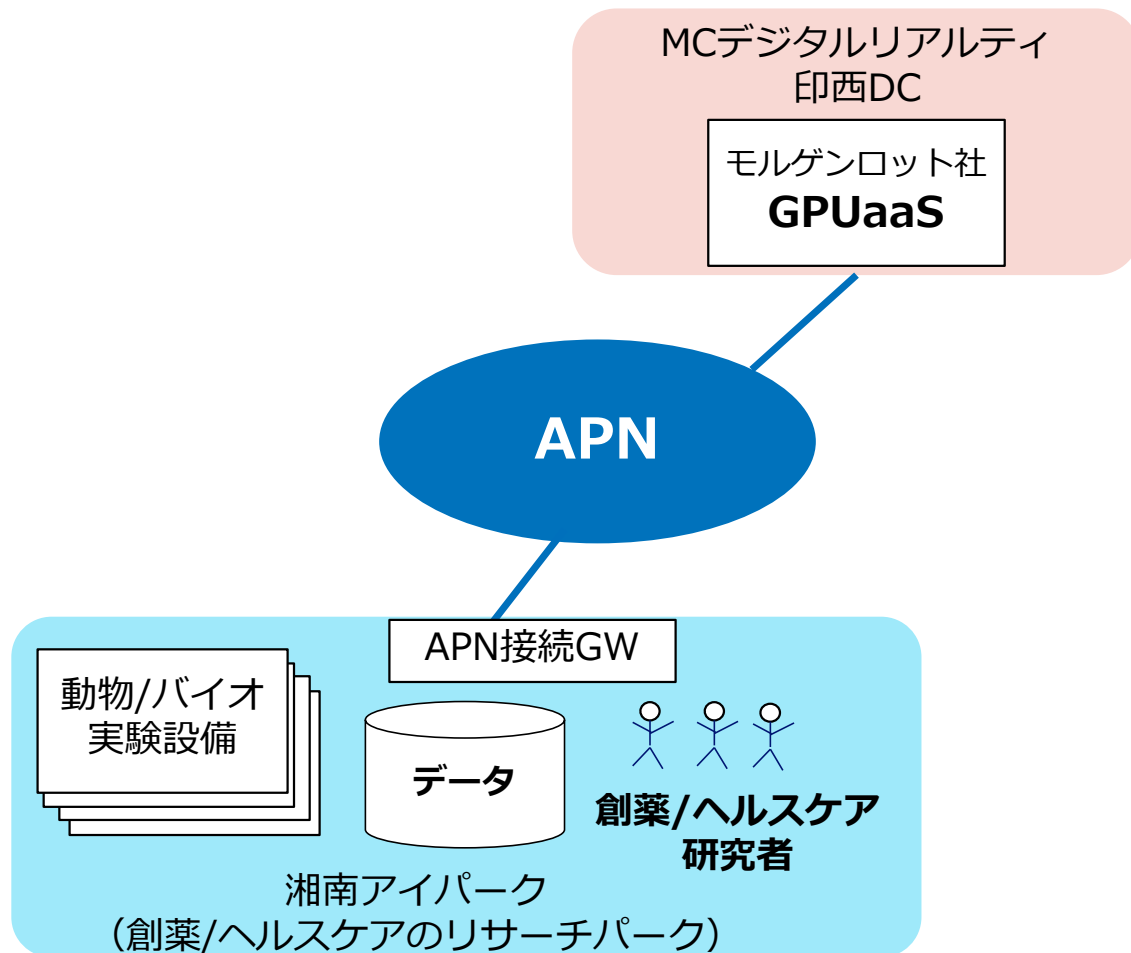 MCデジタルリアルティ
印西DC
モルゲンロット社
GPUaaS
APN
APN接続GW
動物/バイオ
実験設備
データ
創薬/ヘルスケア
研究者
湘南アイパーク
（創薬/ヘルスケアのリサーチパーク）